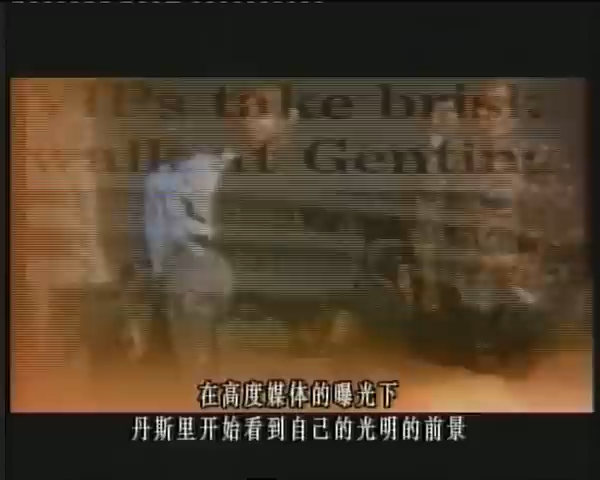 VIPs take brisk
walk at Genting
在高度媒体的曝光下
丹斯里开始看到自己的光明的前景